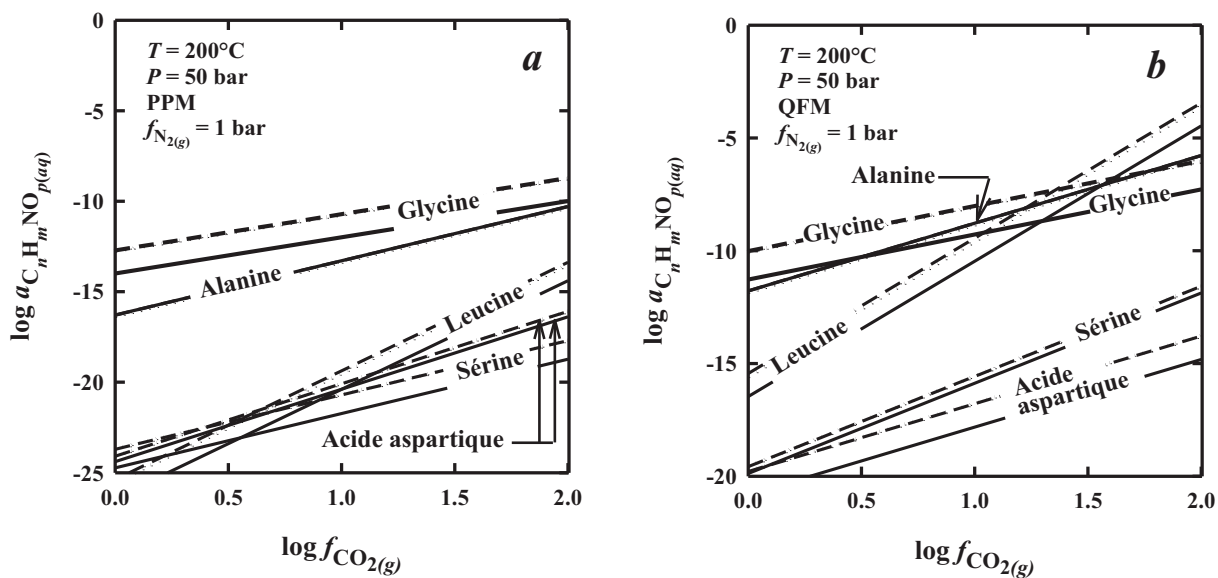 0
-5
-10
-15
-20
-25
0.0
0.5
1.0
1.5
2.0
log a CnHmNOp(aq)
log fCO2(g)
T = 200°C
P = 50 bar
PPM
fN2(g) = 1 bar
a
Glycine
Alanine
Leucine
Sérine
Acide aspartique
0
-5
-10
-15
-20
0.0
0.5
1.0
1.5
2.0
log a CnHmNOp(aq)
log fCO2(g)
T = 200°C
P = 50 bar
QFM
fN2(g) = 1 bar
b
Alanine
Glycine
Glycine
Leucine
Sérine
Acide
aspartique